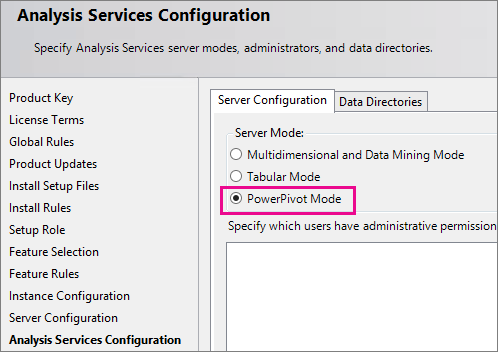 Analysis Services Configuration
Specify Analysis Services server modes, administrators, and data directories.
Product Key
License Terms
Global Rules
Product Updates
Install Setup Files
Install Rules
Setup Role
Feature Selection
Feature Rules
Instance Configuration
Server Configuration
Analysis Services Configuration
Server Configuration
Data Directories
Server Mode:
Multidimensional and Data Mining Mode
Tabular Mode
PowerPivot Mode
Specify which users have administrative permission